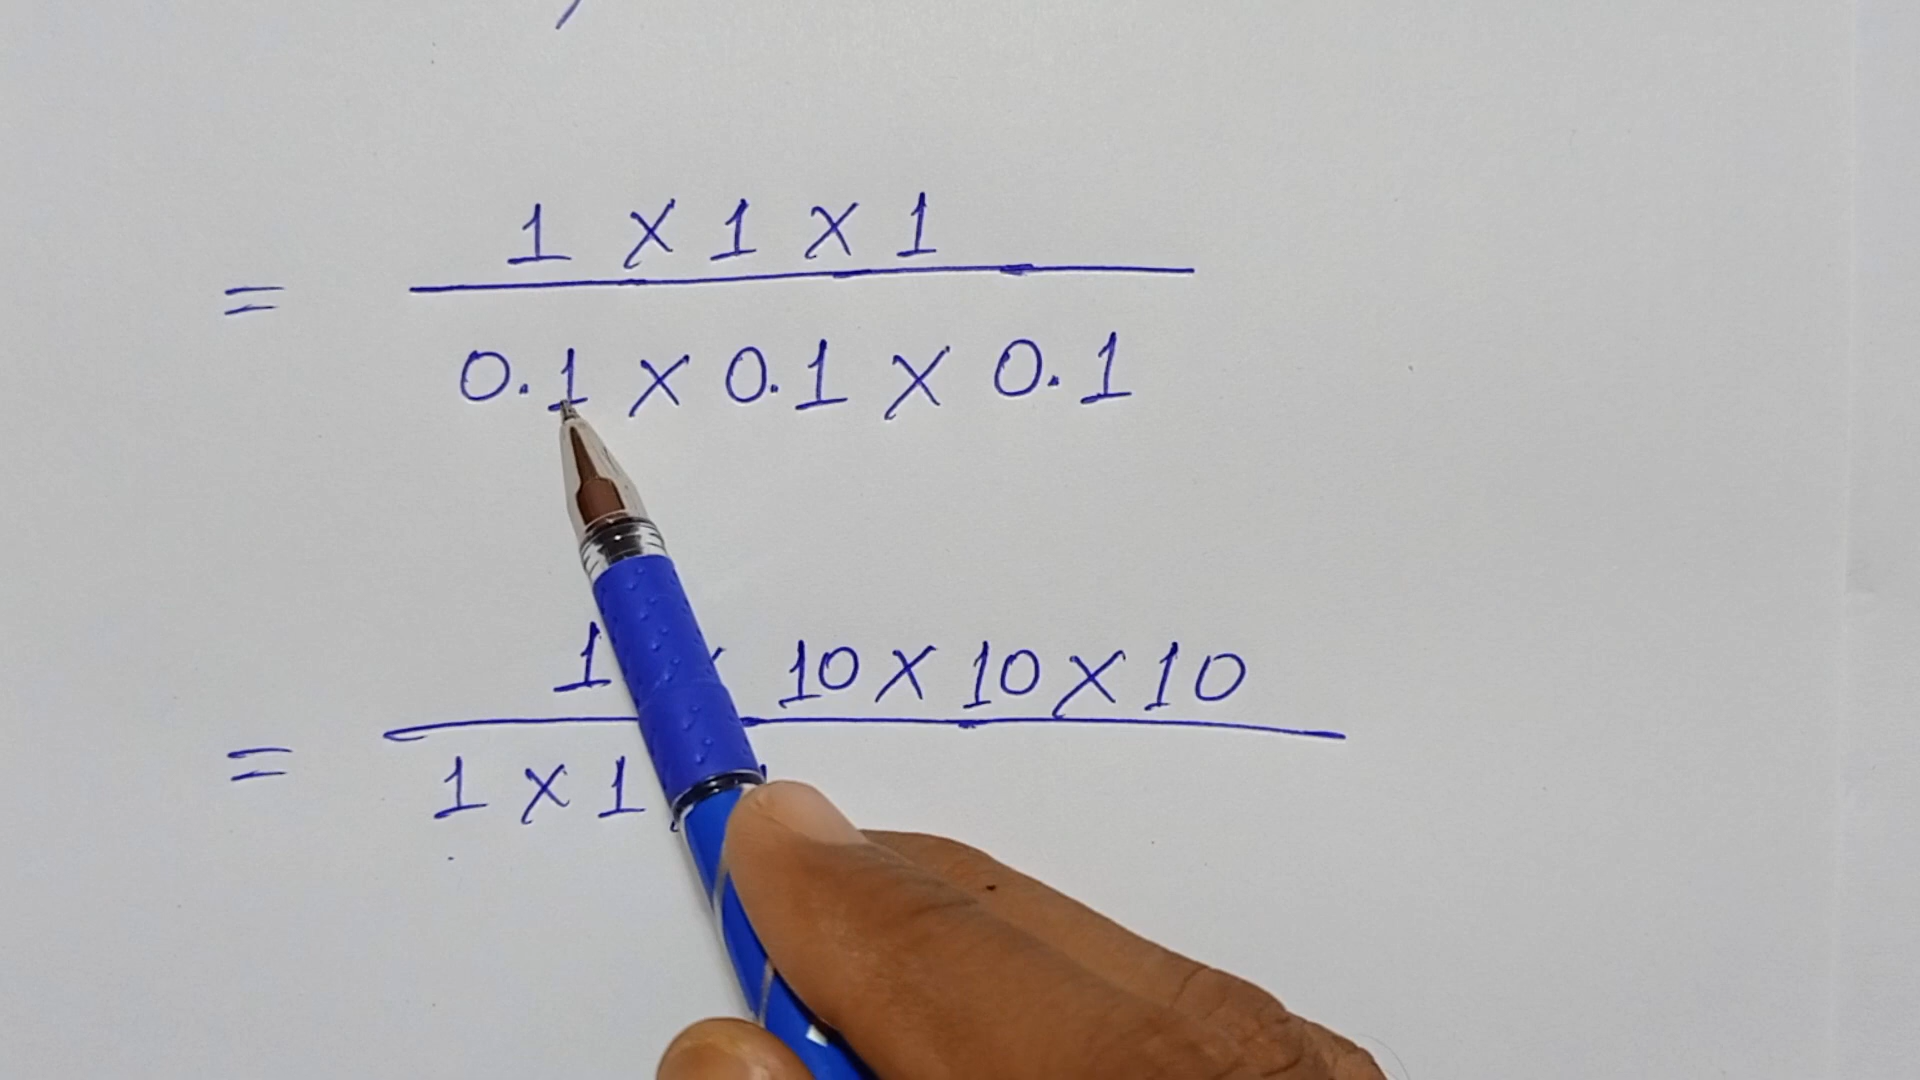 1 × 1 × 1
= ―――――――――
0.1 × 0.1 × 0.1
1 10 × 10 × 10
= ―――――――――
1 × 1